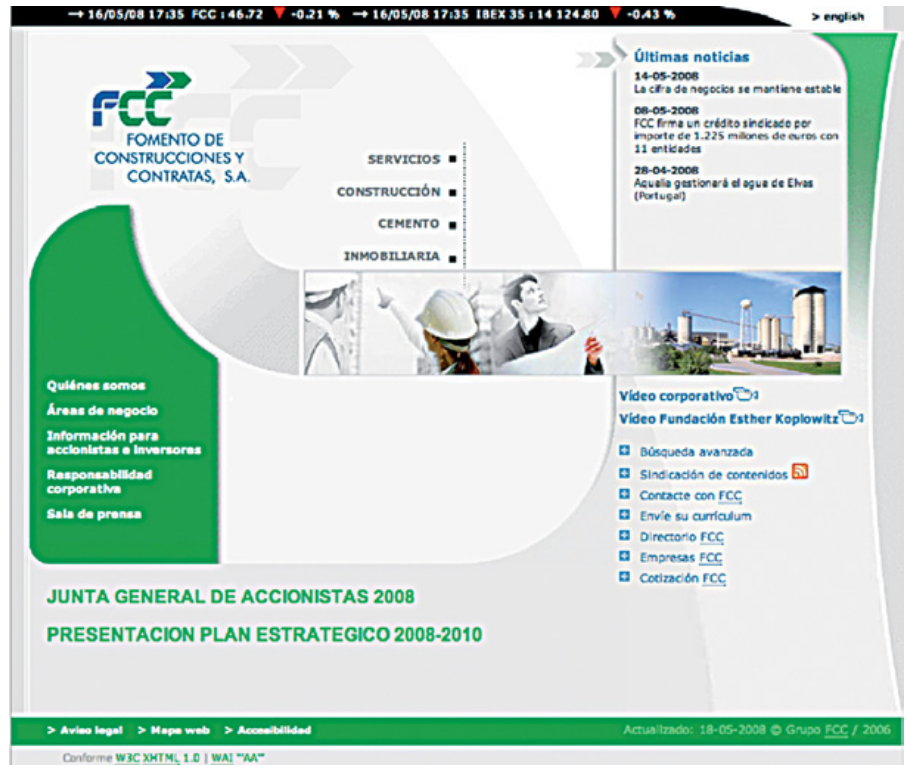 → 16/05/08 17:35 FCC : 46.72 ▼ -0.21 % → 16/05/08 17:35 IBEX 35 : 14 124.80 ▼ -0.43 %
> english
FCC
FOMENTO DE
CONSTRUCCIONES Y
CONTRATAS, S.A.
SERVICIOS
CONSTRUCCIÓN
CEMENTO
INMOBILIARIA
Últimas noticias
14-05-2008
La cifra de negocios se mantiene estable
08-05-2008
FCC firma un crédito sindicado por
importe de 1.225 millones de euros con
11 entidades
28-04-2008
Aqualia gestionará el agua de Elvas
(Portugal)
Quiénes somos
Áreas de negocio
Información para
accionistas e inversores
Responsabilidad
corporativa
Sala de prensa
Vídeo corporativo
Vídeo Fundación Esther Koplowitz
Búsqueda avanzada
Sindicación de contenidos
Contacte con FCC
Envíe su currículum
Directorio FCC
Empresas FCC
Cotización FCC
JUNTA GENERAL DE ACCIONISTAS 2008
PRESENTACION PLAN ESTRATEGICO 2008-2010
> Aviso legal > Mapa web > Accesibilidad
Actualizado: 18-05-2008 © Grupo FCC / 2006
Conforme W3C XHTML 1.0 | WAI "AA"